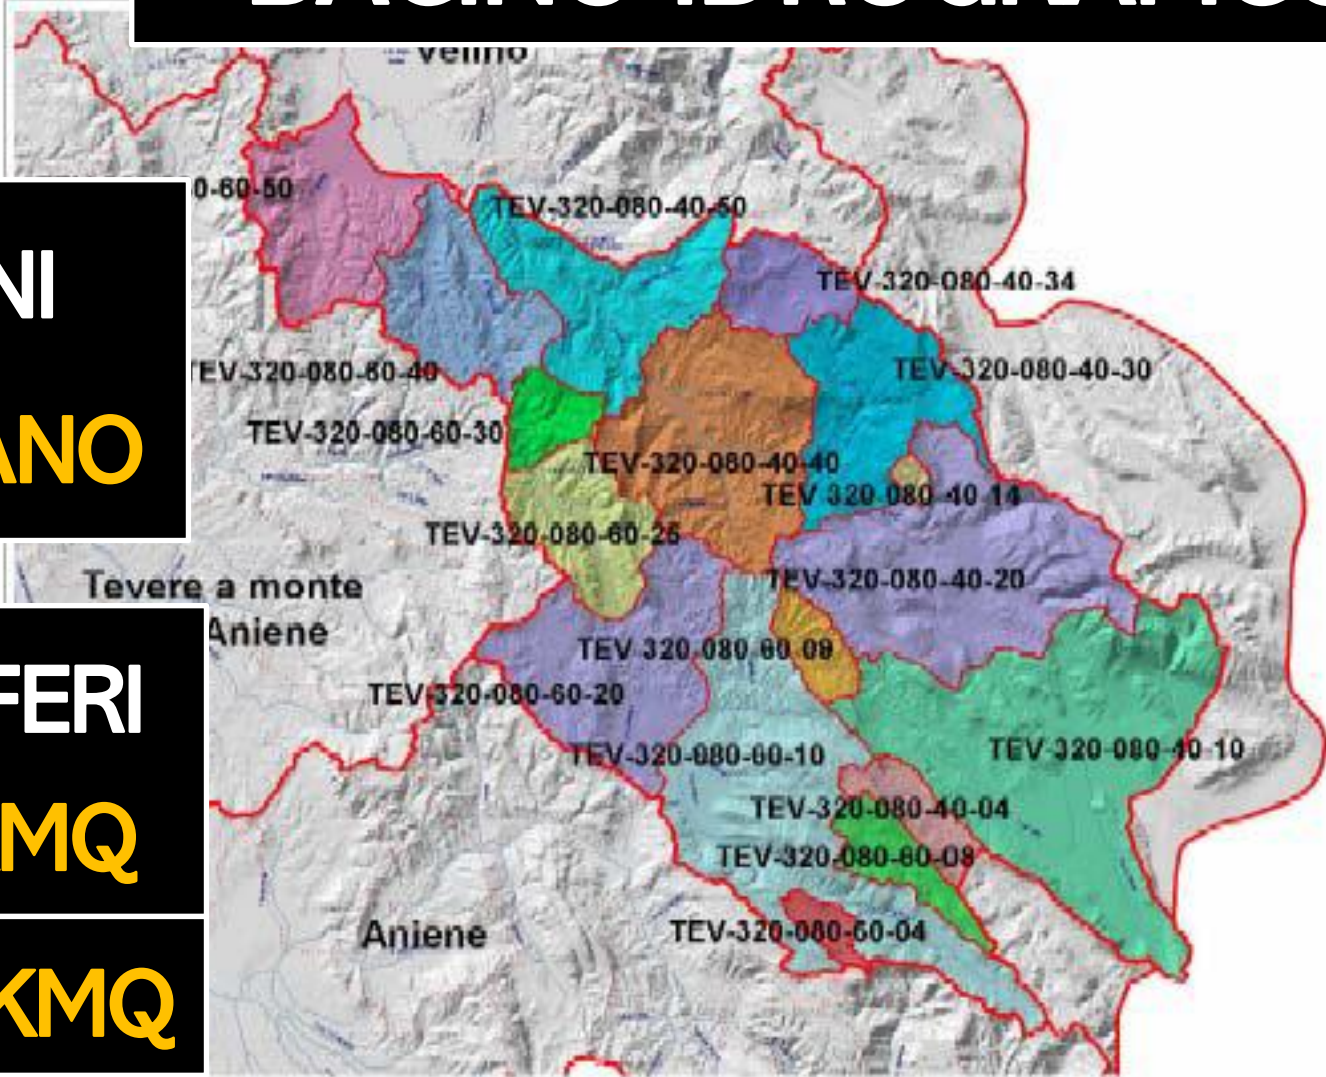 BACINO IDROGRAFICO
Velino
0-60-50
TEV-320-080-40-50
NI
TEV-320-080-40-34
TEV-320-080-60-40
TEV-320-080-40-30
ANO
TEV-320-080-60-30
TEV-320-080-40-40
TEV 320 080 40 14
TEV-320-080-60-25
TEV-320-080-40-20
Tevere a monte
Aniene
TEV 320 080 60 09
FERI
TEV-320-080-60-20
TEV-320-080-60-10
TEV 320-080-40-10
TEV-320-080-40-04
MQ
TEV-320-080-60-08
Aniene
TEV-320-080-60-04
KMQ